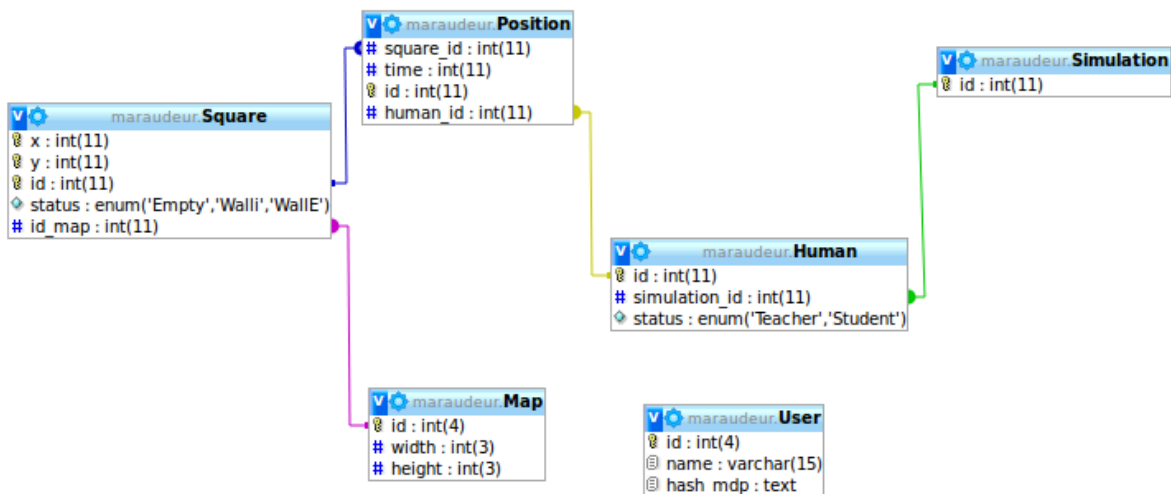 maraudeur.Position
# square_id : int(11)
# time : int(11)
id : int(11)
# human_id : int(11)
maraudeur.Simulation
id : int(11)
maraudeur.Square
x : int(11)
y : int(11)
id : int(11)
status : enum('Empty','Walli','WallE')
# id_map : int(11)
maraudeur.Human
id : int(11)
# simulation_id : int(11)
status : enum('Teacher','Student')
maraudeur.Map
id : int(4)
# width : int(3)
# height : int(3)
maraudeur.User
id : int(4)
name : varchar(15)
hash_mdp : text